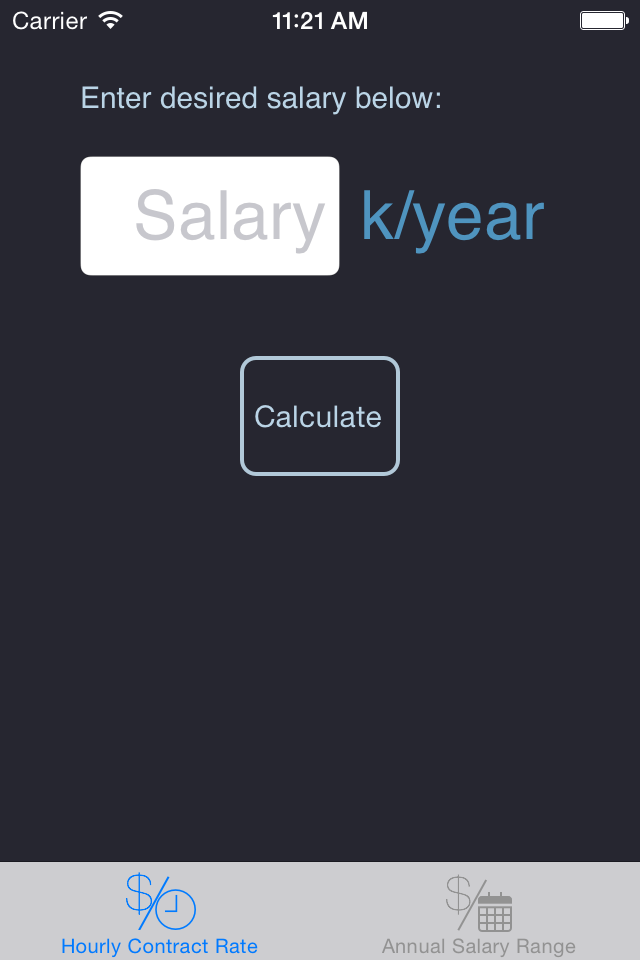 Carrier 11:21 AM
Enter desired salary below:
Salary k/year
Calculate
$/ $/
Hourly Contract Rate Annual Salary Range